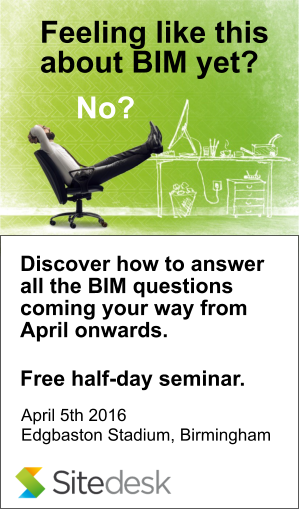 Feeling like this
about BIM yet?
No?
Discover how to answer
all the BIM questions
coming your way from
April onwards.
Free half-day seminar.
April 5th 2016
Edgbaston Stadium, Birmingham
Sitedesk